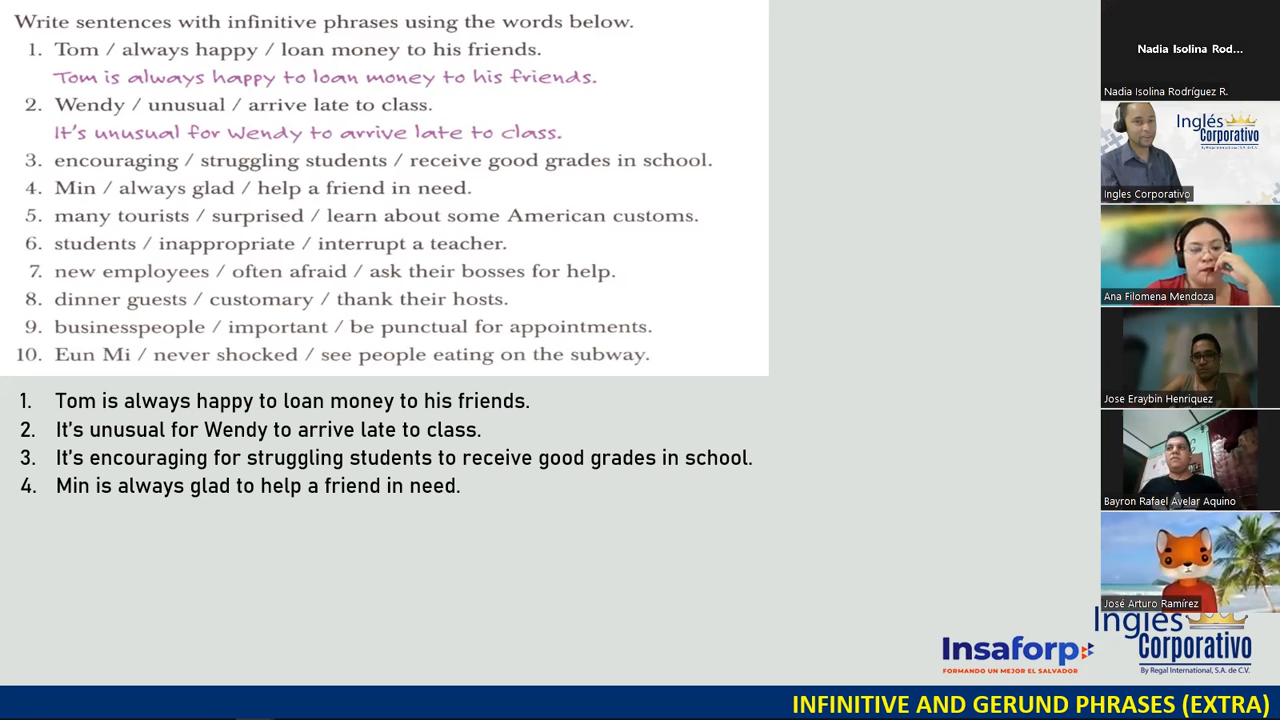 Write sentences with infinitive phrases using the words below.
1. Tom / always happy / loan money to his friends.
Tom is always happy to loan money to his friends.
2. Wendy / unusual / arrive late to class.
It's unusual for Wendy to arrive late to class.
3. encouraging / struggling students / receive good grades in school.
4. Min / always glad / help a friend in need.
5. many tourists / surprised / learn about some American customs.
6. students / inappropriate / interrupt a teacher.
7. new employees / often afraid / ask their bosses for help.
8. dinner guests / customary / thank their hosts.
9. businesspeople / important / be punctual for appointments.
10. Eun Mi / never shocked / see people eating on the subway.
1. Tom is always happy to loan money to his friends.
2. It's unusual for Wendy to arrive late to class.
3. It's encouraging for struggling students to receive good grades in school.
4. Min is always glad to help a friend in need.
Nadia Isolina Rod...
Nadia Isolina Rodríguez R.
Inglés
Corporativo
By Regal International, S.A. de C.V.
Ingles Corporativo
Ana Filomena Mendoza
Jose Eraybin Henriquez
Bayron Rafael Avelar Aquino
José Arturo Ramírez
Insaforp
FORMANDO UN MEJOR EL SALVADOR
Inglés
Corporativo
By Regal International, S.A. de C.V.
INFINITIVE AND GERUND PHRASES (EXTRA)